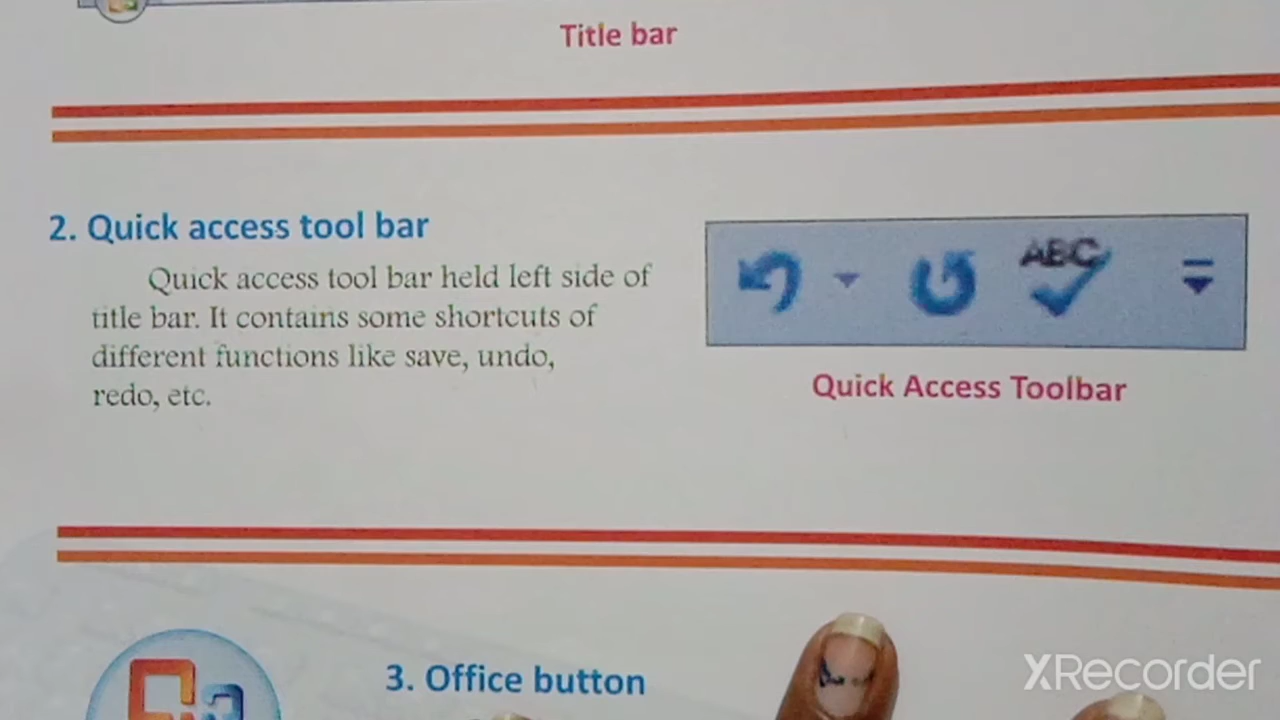 Title bar
2. Quick access tool bar
Quick access tool bar held left side of
title bar. It contains some shortcuts of
different functions like save, undo,
redo, etc.
ABC
Quick Access Toolbar
3. Office button
XRecorder